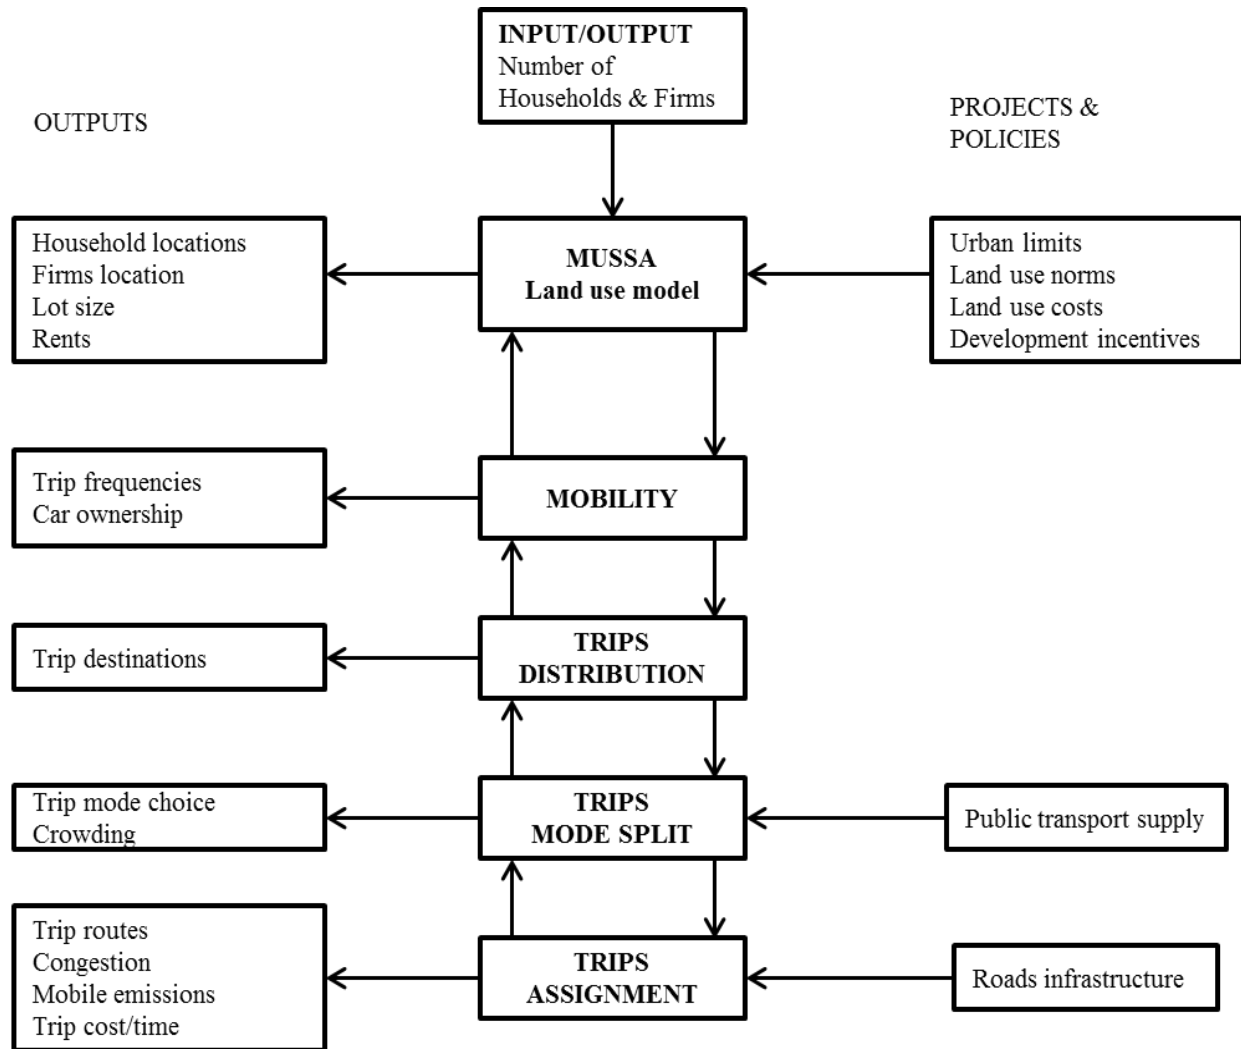 INPUT/OUTPUT
Number of
Households & Firms
OUTPUTS
PROJECTS &
POLICIES
Household locations
Firms location
Lot size
Rents
MUSSA
Land use model
Urban limits
Land use norms
Land use costs
Development incentives
Trip frequencies
Car ownership
MOBILITY
Trip destinations
TRIPS
DISTRIBUTION
Trip mode choice
Crowding
TRIPS
MODE SPLIT
Public transport supply
Trip routes
Congestion
Mobile emissions
Trip cost/time
TRIPS
ASSIGNMENT
Roads infrastructure